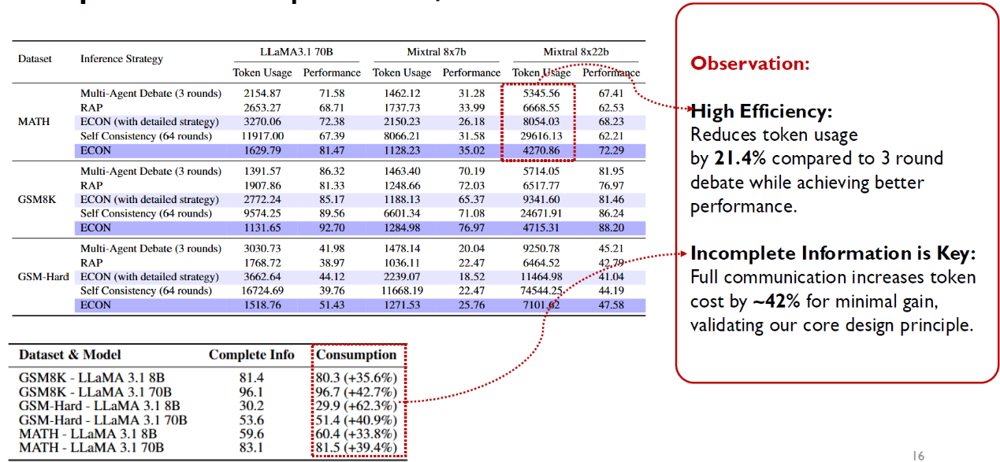 LLaMA3.1 70B Mixtral 8x7b Mixtral 8x22b
Dataset Inference Strategy
Token Usage Performance Token Usage Performance Token Usage Performance
Multi-Agent Debate (3 rounds) 2154.87 71.58 1462.12 31.28 5345.56 67.41
RAP 2653.27 68.71 1737.73 33.99 6668.55 62.53
MATH ECON (with detailed strategy) 3270.06 72.38 2150.23 26.18 8054.03 68.23
Self Consistency (64 rounds) 11917.00 67.39 8066.21 31.58 29616.13 62.21
ECON 1629.79 81.47 1128.23 35.02 4270.86 72.29
Multi-Agent Debate (3 rounds) 1391.57 86.32 1463.40 70.19 5714.05 81.95
RAP 1907.86 81.33 1248.66 72.03 6517.77 76.97
GSM8K ECON (with detailed strategy) 2772.24 85.17 1188.13 65.37 9341.60 81.46
Self Consistency (64 rounds) 9574.25 89.56 6601.34 71.08 24671.91 86.24
ECON 1131.65 92.70 1284.98 76.97 4715.31 88.20
Multi-Agent Debate (3 rounds) 3030.73 41.98 1478.14 20.04 9250.78 45.21
RAP 1768.72 38.97 1036.11 22.47 6464.52 42.79
GSM-Hard ECON (with detailed strategy) 3662.64 44.12 2239.07 18.52 11464.98 41.04
Self Consistency (64 rounds) 16724.69 39.76 11668.19 22.47 74544.25 44.19
ECON 1518.76 51.43 1271.53 25.76 7101.62 47.58
Dataset & Model Complete Info Consumption
GSM8K - LLaMA 3.1 8B 81.4 80.3 (+35.6%)
GSM8K - LLaMA 3.1 70B 96.1 96.7 (+42.7%)
GSM-Hard - LLaMA 3.1 8B 30.2 29.9 (+62.3%)
GSM-Hard - LLaMA 3.1 70B 53.6 51.4 (+40.9%)
MATH - LLaMA 3.1 8B 59.6 60.4 (+33.8%)
MATH - LLaMA 3.1 70B 83.1 81.5 (+39.4%)
Observation:
High Efficiency:
Reduces token usage
by 21.4% compared to 3 round
debate while achieving better
performance.
Incomplete Information is Key:
Full communication increases token
cost by ~42% for minimal gain,
validating our core design principle.
16